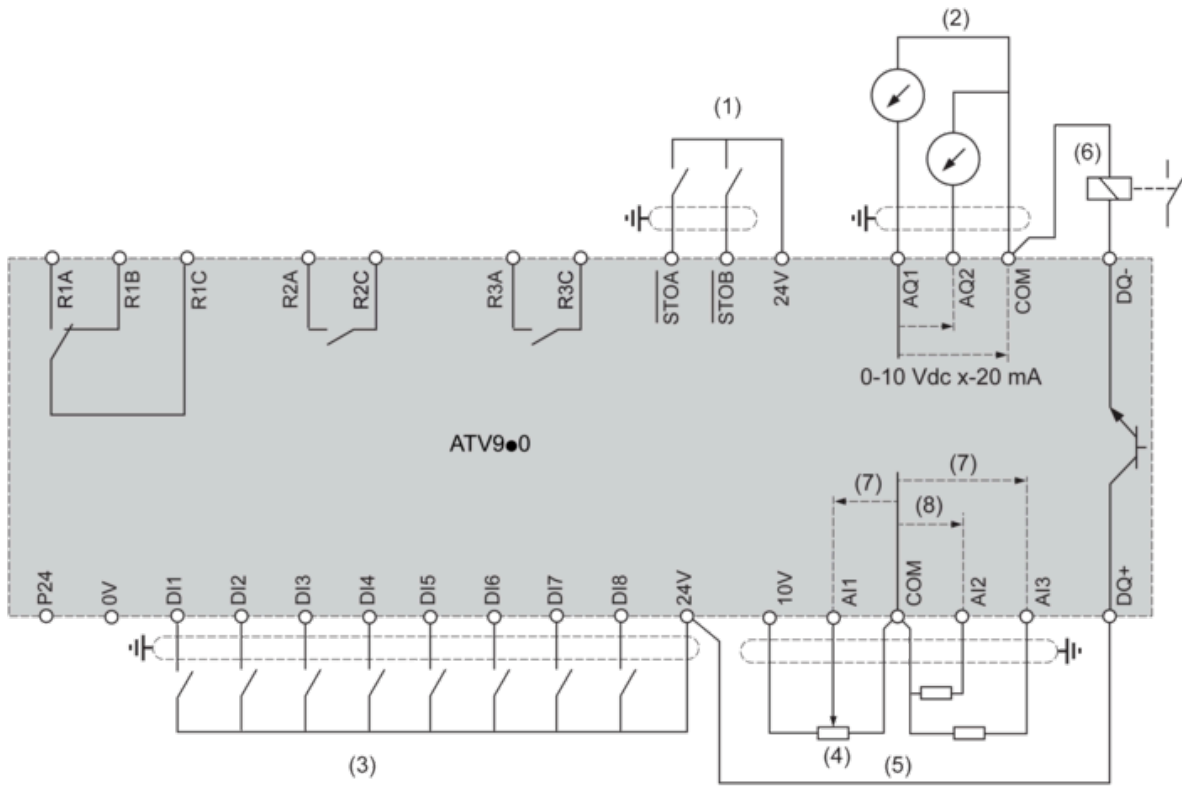 (2)
(1)
(6)
R1A
R1B
R1C
R2A
R2C
R3A
R3C
STOA
STOB
24V
AQ1
AQ2
COM
DQ-
0-10 Vdc x-20 mA
ATV9●0
(7)
(7)
(8)
P24
0V
DI1
DI2
DI3
DI4
DI5
DI6
DI7
DI8
24V
10V
AI1
COM
AI2
AI3
DQ+
(3)
(4)
(5)